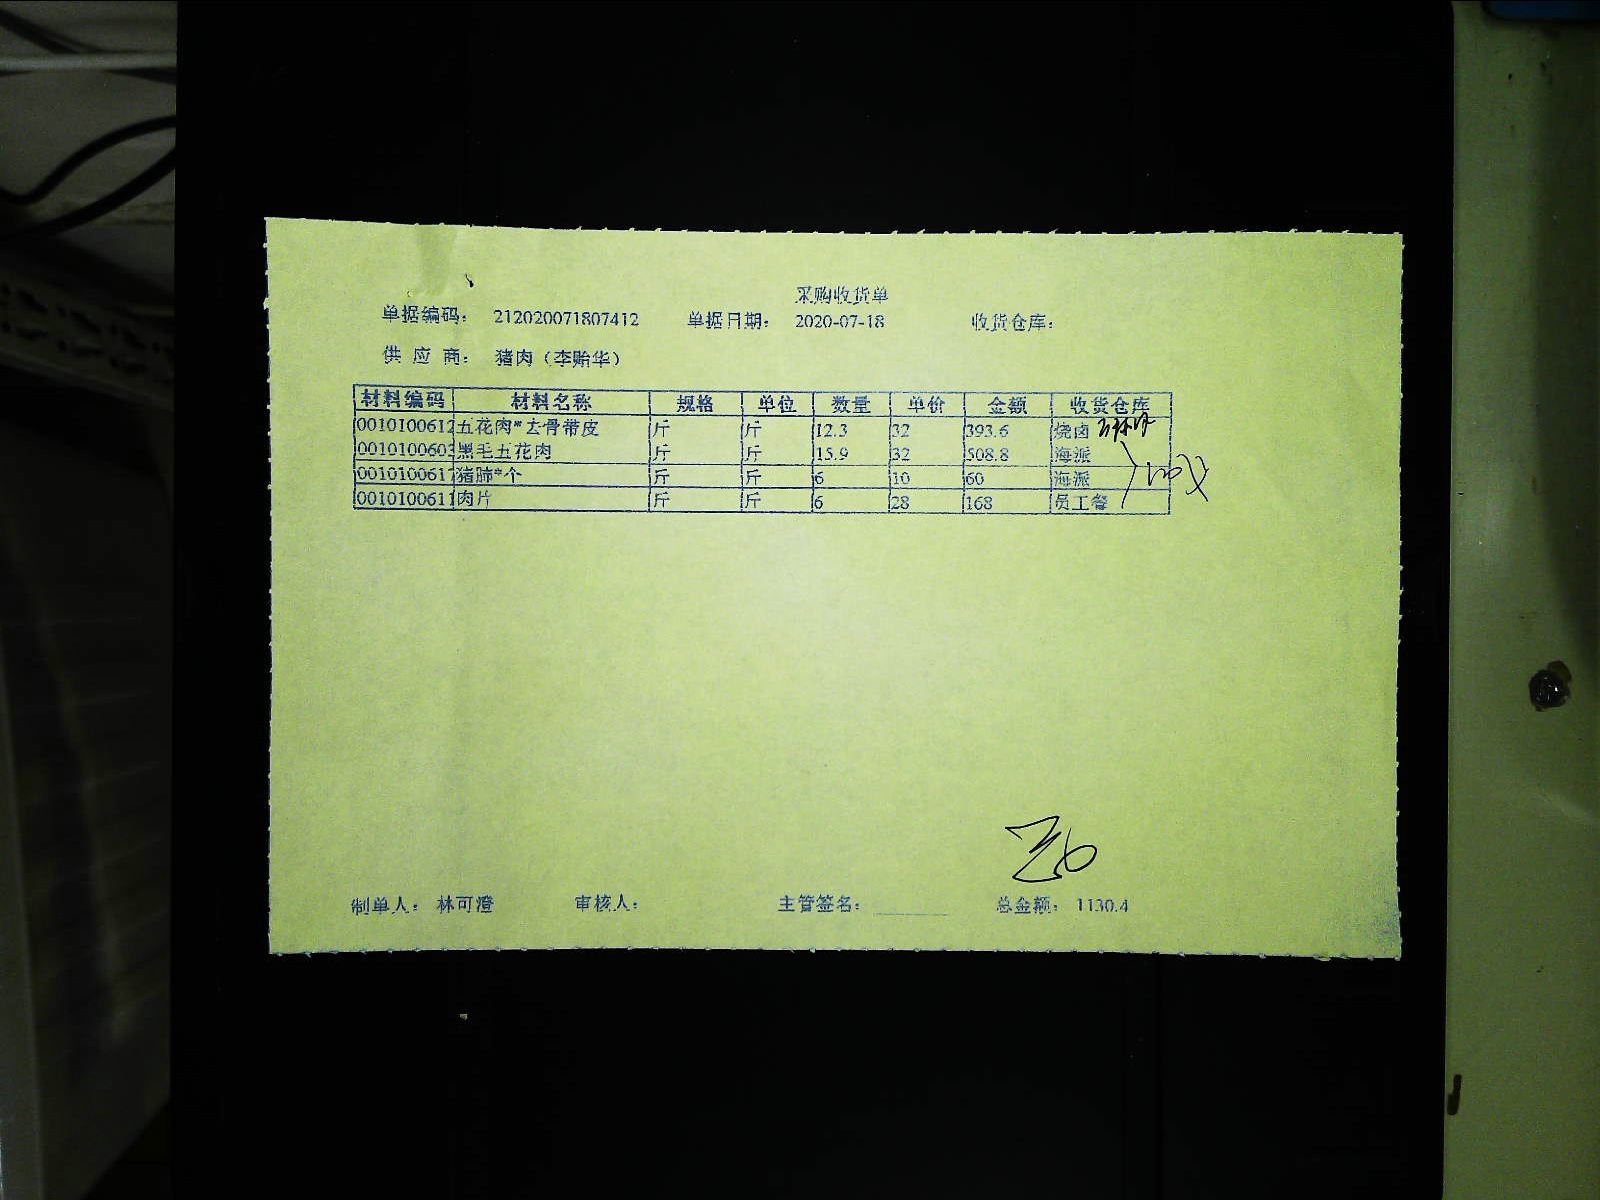 采购收货单
单据编码： 212020071807412 单据日期： 2020-07-18 收货仓库：
供 应 商： 猪肉（李贻华）
材料编码 材料名称 规格 单位 数量 单价 金额 收货仓库
0010100612 五花肉*去骨带皮 斤 斤 12.3 32 393.6 烧卤
0010100603 黑毛五花肉 斤 斤 15.9 32 508.8 海派
0010100617 猪肺*个 斤 斤 6 10 60 海派
0010100611 肉片 斤 斤 6 28 168 员工餐
制单人： 林可澄 审核人： 主管签名： 总金额： 1130.4